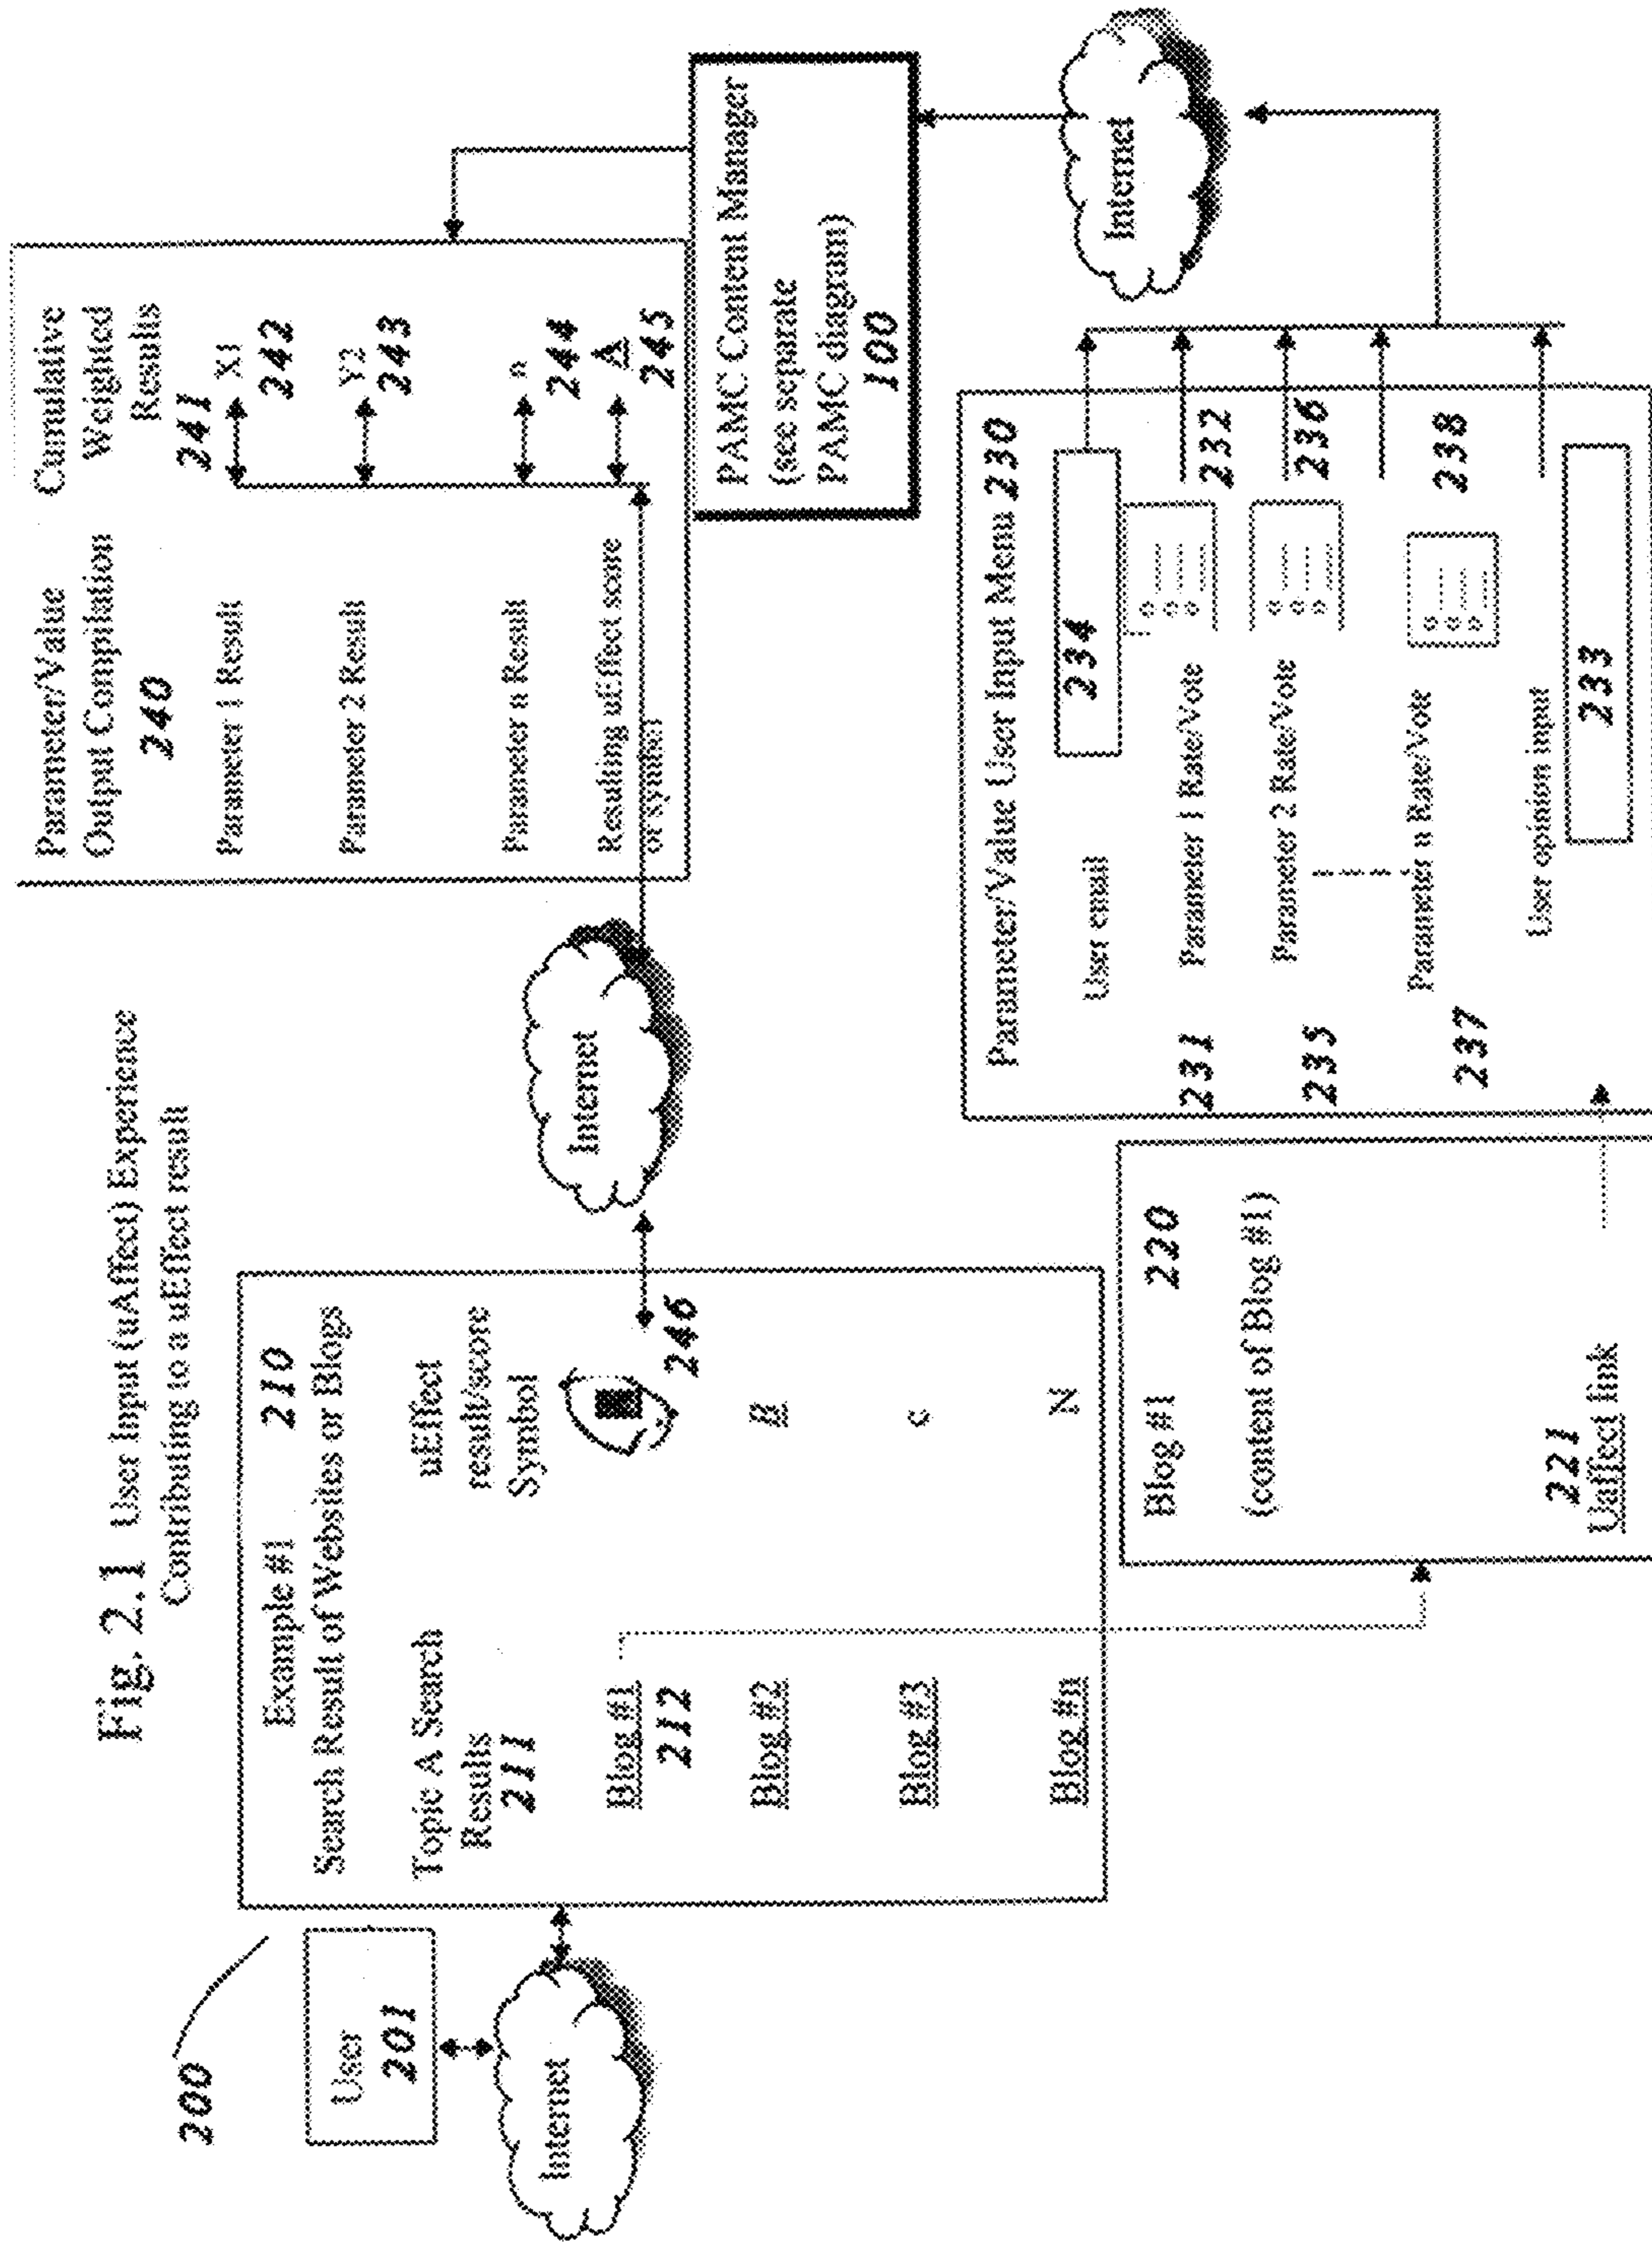 Fig. 2.1 User Input (uAffect) Experience
Contributing to a uEffect result
200
User
201
Internet
Example #1 210
Search Result of Websites or Blogs
Topic A Search
Results
211
uEffect
result/score
Symbol
Blog #1
212
246
Blog #2
B
Blog #3
c
Blog #n
N
Internet
Parameter/Value
Output Compilation
240
Cumulative
Weighted
Results
241
Parameter 1 Result
X1
242
Parameter 2 Result
Y2
243
Parameter n Result
n
244
Resulting uEffect score
or symbol
A
245
PAMC Content Manager
(see separate
PAMC diagram)
100
Internet
Blog #1 220
(content of Blog #1)
221
Uaffect link
Parameter/Value User Input Menu 230
User email
234
231
Parameter 1 Rate/Vote
232
235
Parameter 2 Rate/Vote
236
237
Parameter n Rate/Vote
238
User opinion input
233